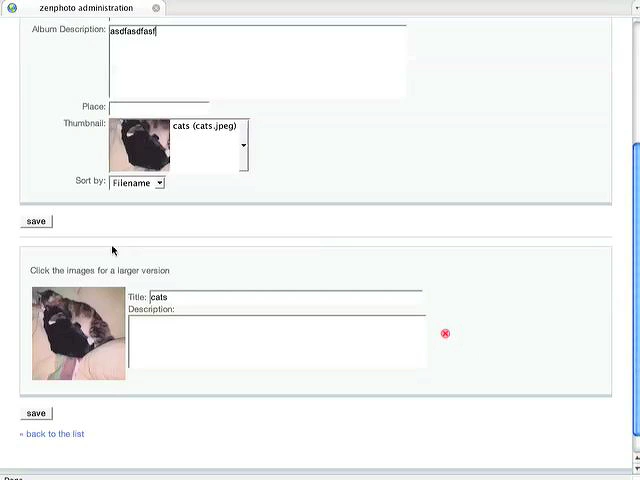 zenphoto administration
Album Description:
asdfasdfasf
Place:
Thumbnail:
cats (cats.jpeg)
Sort by:
Filename
save
Click the images for a larger version
Title:
cats
Description:
save
« back to the list